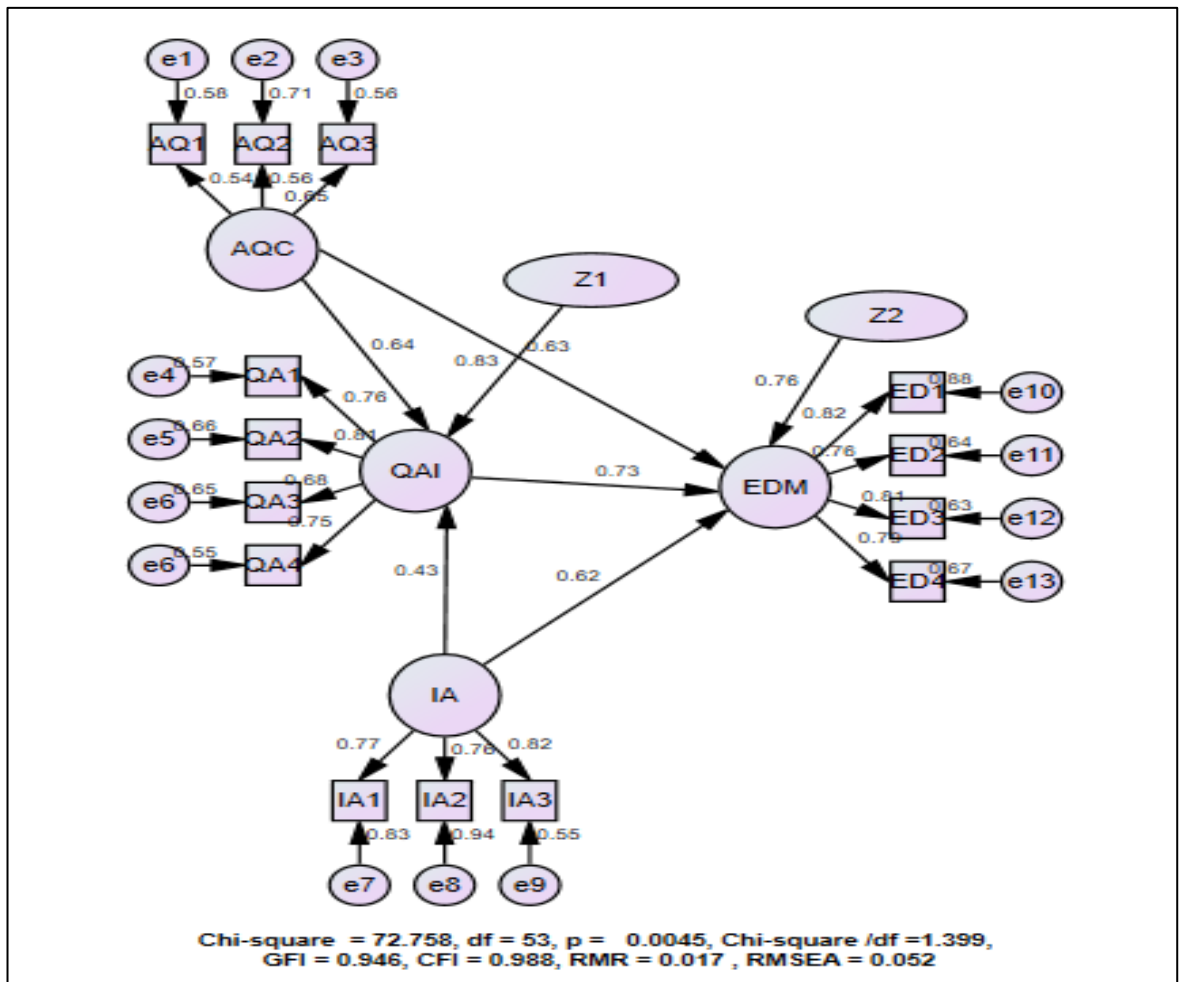 e1 e2 e3
0.58 0.71 0.56
AQ1 AQ2 AQ3
0.54 0.56
0.65
AQC
Z1
Z2
0.64 0.83 0.63
e4 0.57 QA1
0.76
0.76
0.82
ED1 0.88 e10
e5 0.66 QA2
0.81
0.76
ED2 0.64 e11
QAI
0.73
EDM
e6 0.65 QA3
0.68
0.81
ED3 0.63 e12
e6 0.55 QA4
0.75
ED4 0.67 e13
0.43
0.62
IA
0.77 0.76 0.82
IA1 IA2 IA3
0.83 0.94 0.55
e7 e8 e9
Chi-square = 72.758, df = 53, p = 0.0045, Chi-square /df =1.399,
GFI = 0.946, CFI = 0.988, RMR = 0.017 , RMSEA = 0.052